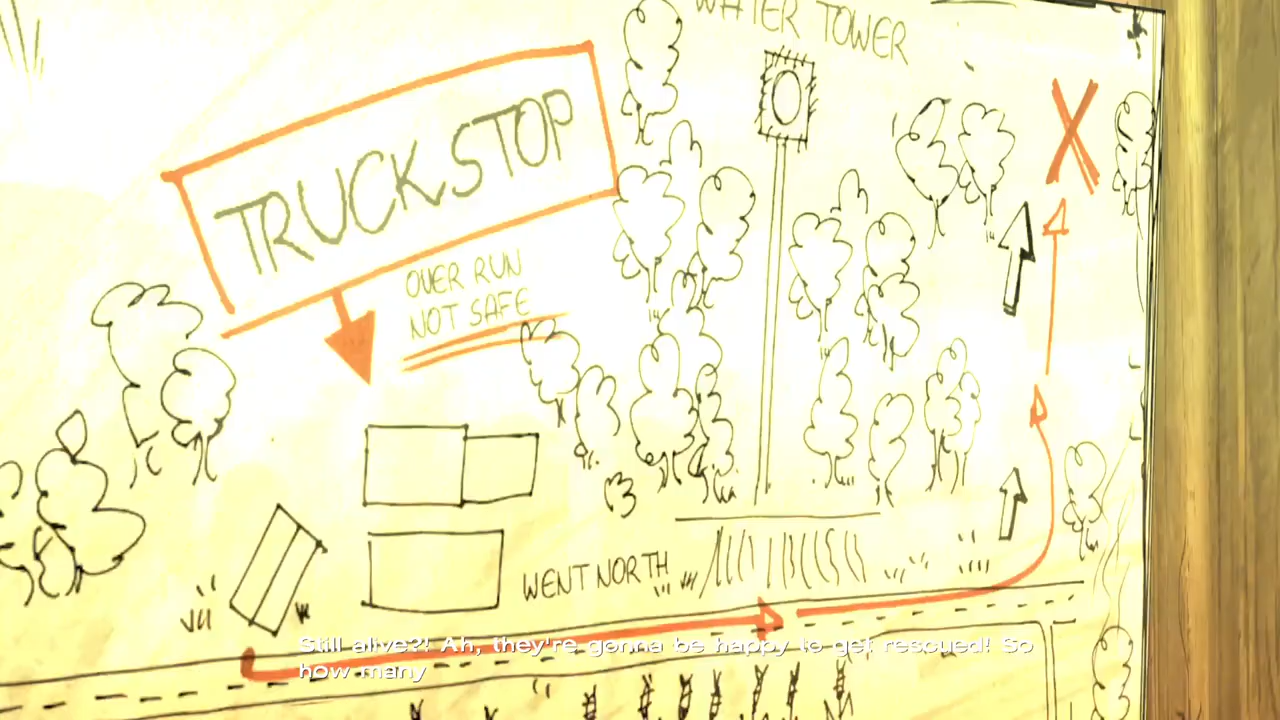 WATER TOWER
TRUCK STOP
OVER RUN
NOT SAFE
WENT NORTH
Still alive?! Ah, they're gonna be happy to get rescued! So
how many